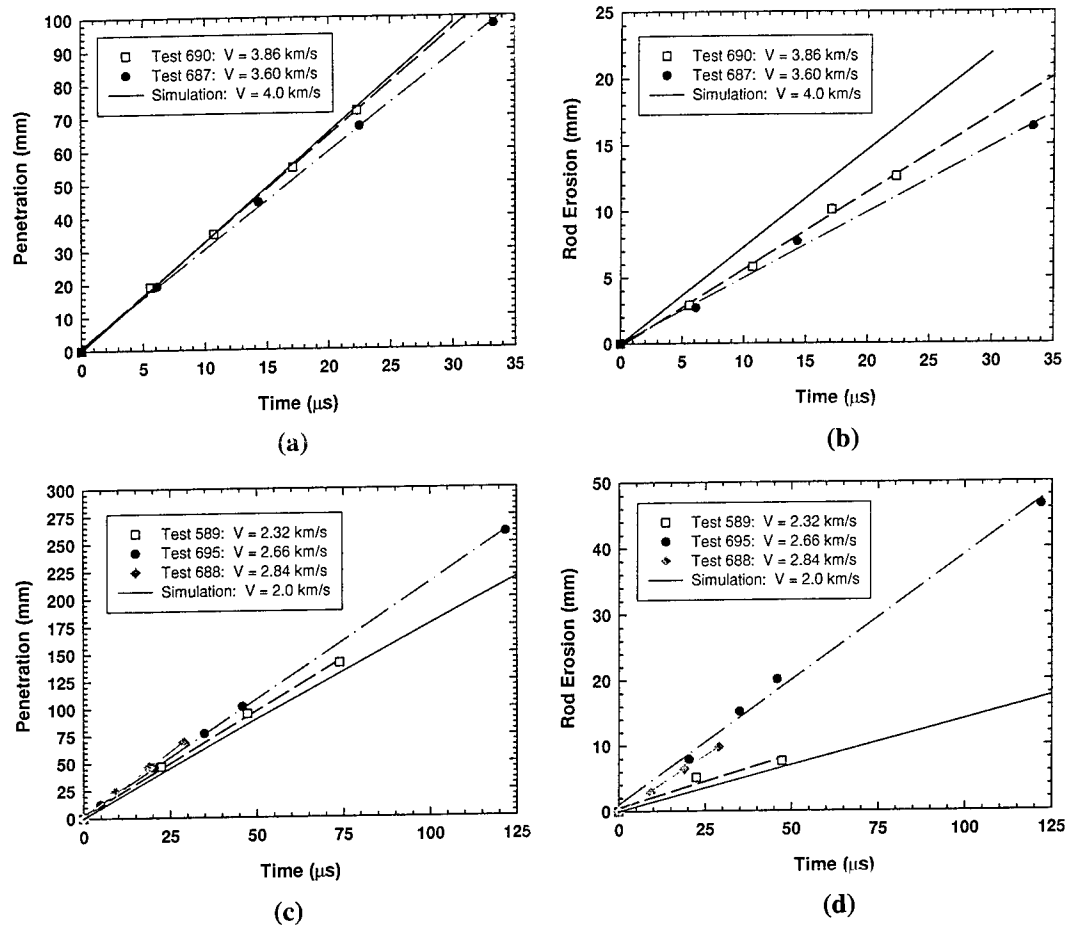 100
90
80
70
60
50
40
30
20
10
0
Penetration (mm)
Test 690: V = 3.86 km/s
Test 687: V = 3.60 km/s
Simulation: V = 4.0 km/s
0 5 10 15 20 25 30 35
Time (μs)
(a)
25
20
15
10
5
0
Rod Erosion (mm)
Test 690: V = 3.86 km/s
Test 687: V = 3.60 km/s
Simulation: V = 4.0 km/s
0 5 10 15 20 25 30 35
Time (μs)
(b)
300
275
250
225
200
175
150
125
100
75
50
25
0
Penetration (mm)
Test 589: V = 2.32 km/s
Test 695: V = 2.66 km/s
Test 688: V = 2.84 km/s
Simulation: V = 2.0 km/s
0 25 50 75 100 125
Time (μs)
(c)
50
40
30
20
10
0
Rod Erosion (mm)
Test 589: V = 2.32 km/s
Test 695: V = 2.66 km/s
Test 688: V = 2.84 km/s
Simulation: V = 2.0 km/s
0 25 50 75 100 125
Time (μs)
(d)